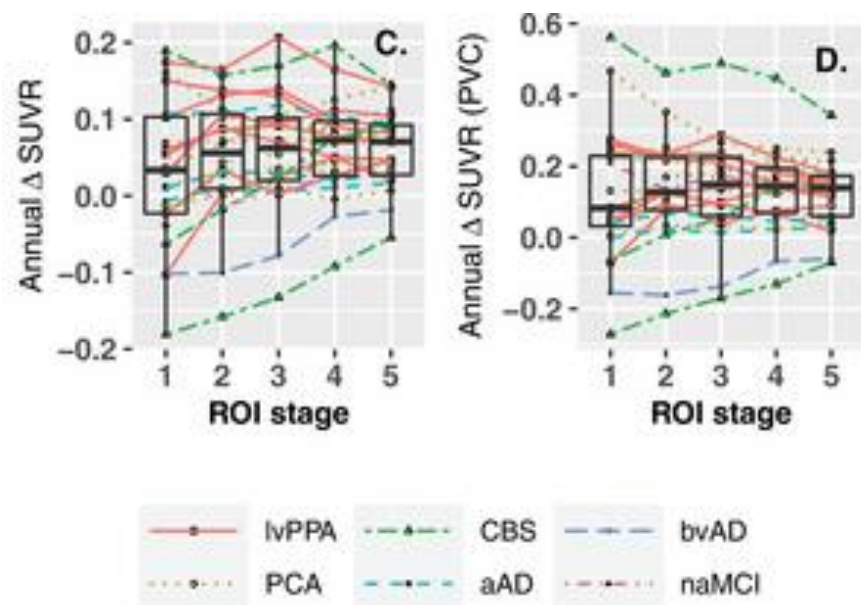 C.
Annual Δ SUVR
0.2
0.1
0.0
−0.1
−0.2
1 2 3 4 5
ROI stage
D.
Annual Δ SUVR (PVC)
0.6
0.4
0.2
0.0
−0.2
1 2 3 4 5
ROI stage
lvPPA CBS bvAD
PCA aAD naMCI